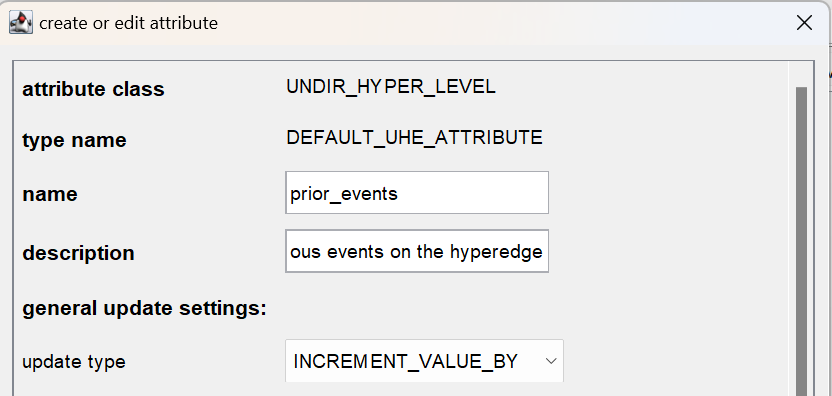 create or edit attribute
attribute class UNDIR_HYPER_LEVEL
type name DEFAULT_UHE_ATTRIBUTE
name prior_events
description ous events on the hyperedge
general update settings:
update type INCREMENT_VALUE_BY